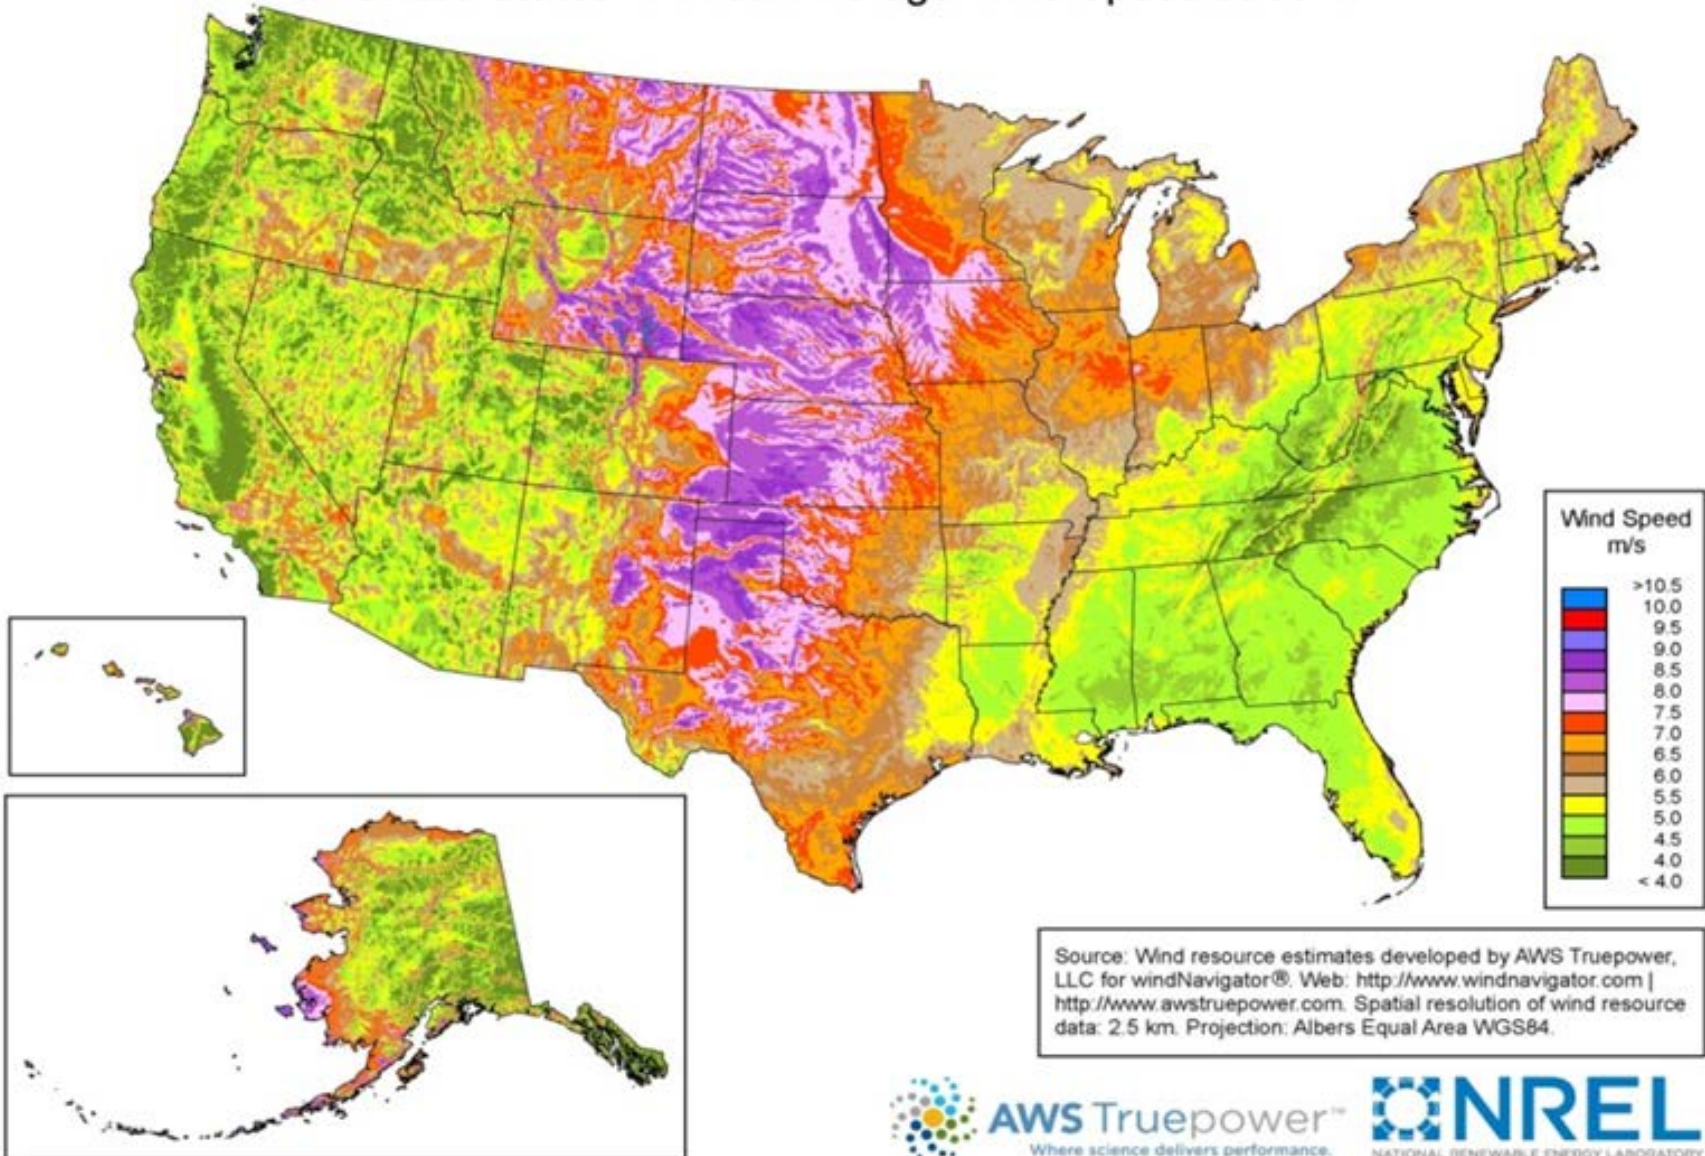 Wind Speed
m/s
>10.5
10.0
9.5
9.0
8.5
8.0
7.5
7.0
6.5
6.0
5.5
5.0
4.5
4.0
< 4.0
Source: Wind resource estimates developed by AWS Truepower,
LLC for windNavigator®. Web: http://www.windnavigator.com |
http://www.awstruepower.com. Spatial resolution of wind resource
data: 2.5 km. Projection: Albers Equal Area WGS84.
AWS Truepower™
Where science delivers performance.
NREL
NATIONAL RENEWABLE ENERGY LABORATORY